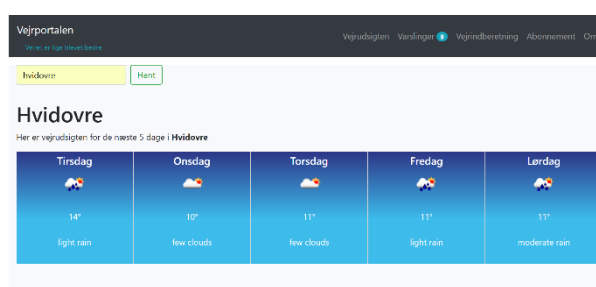 Vejrportalen
Vejret er lige blevet bedre
Vejrudsigten Varslinger Vejrindberetning Abonnement Om
hvidovre Hent
Hvidovre
Her er vejrudsigten for de næste 5 dage i Hvidovre
Tirsdag Onsdag Torsdag Fredag Lørdag
14° 10° 11° 11° 11°
light rain few clouds few clouds light rain moderate rain